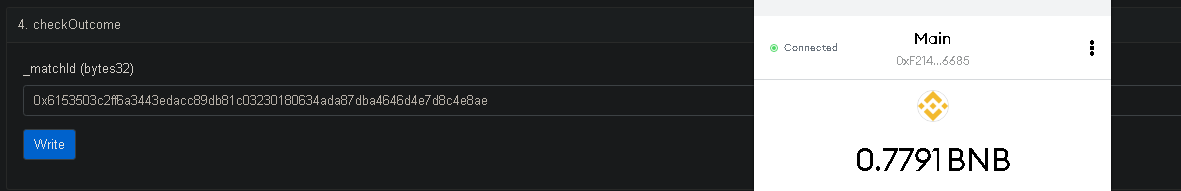 4. checkOutcome
_matchId (bytes32)
0x6153503c2ff6a3443edacc89db81c03230180634ada87dba4646d4e7d8c4e8ae
Write
Connected
Main
0xF214...6685
0.7791 BNB